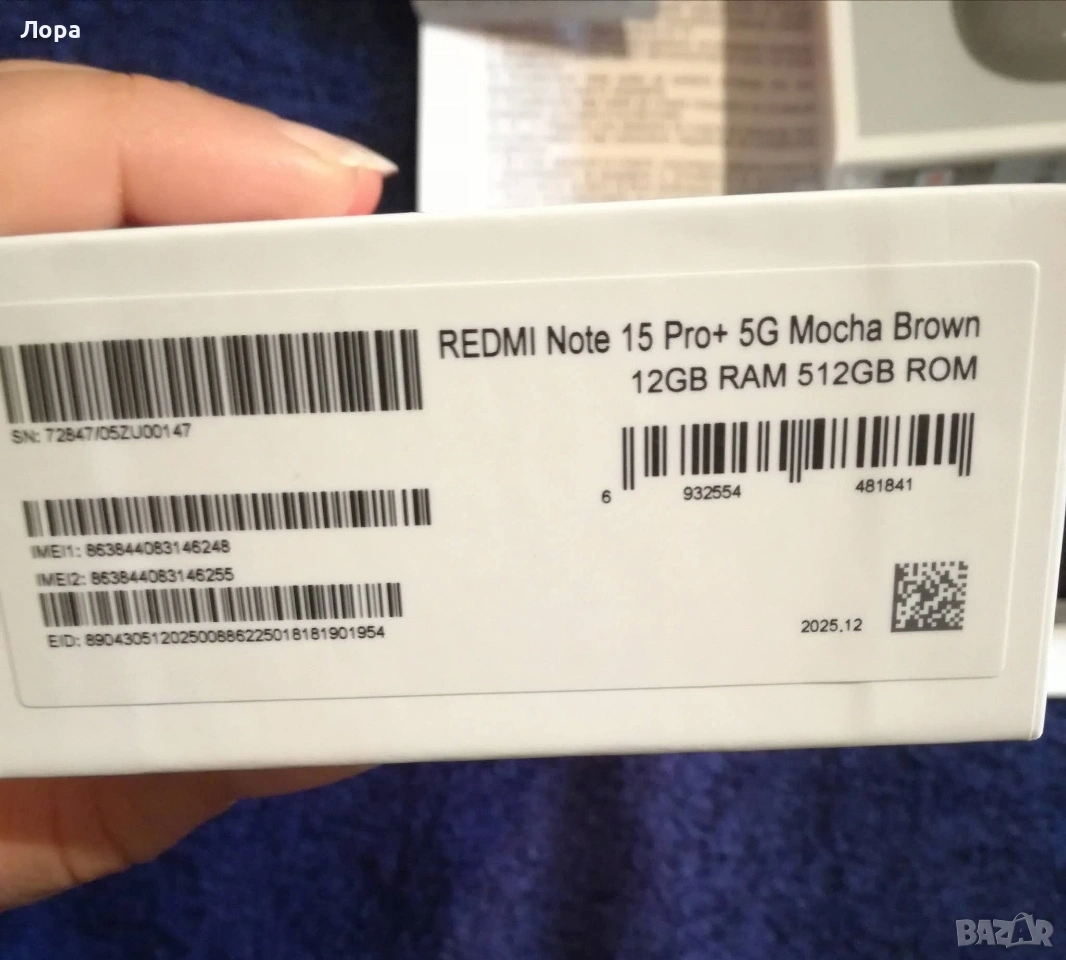 Лора
REDMI Note 15 Pro+ 5G Mocha Brown
12GB RAM 512GB ROM
SN: 72847/05ZU00147
6 932554 481841
IMEI1: 863844083146248
IMEI2: 863844083146255
EID: 89043051202500886225018181901954
2025.12
BAZAR